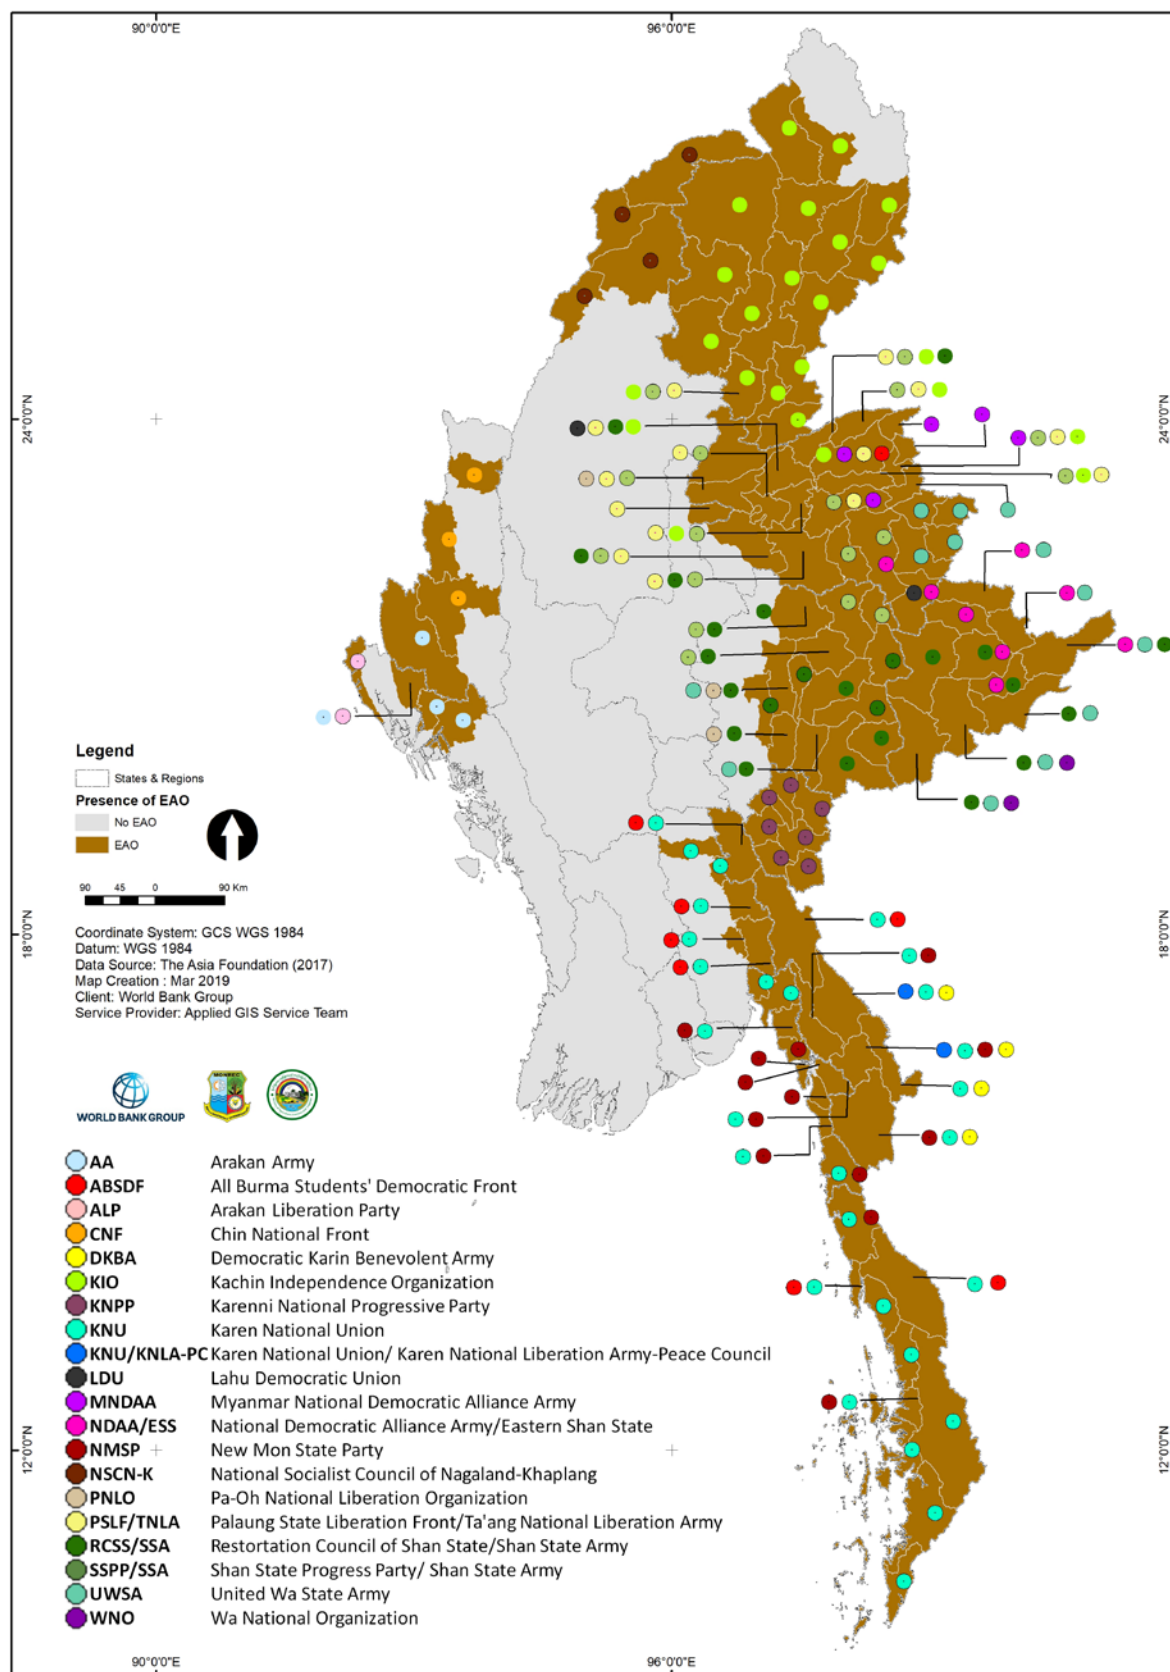 90°0'0"E 96°0'0"E
24°0'0"N 24°0'0"N
18°0'0"N 18°0'0"N
12°0'0"N 12°0'0"N
Legend
States & Regions
Presence of EAO
No EAO
EAO
90 45 0 90 Km
Coordinate System: GCS WGS 1984
Datum: WGS 1984
Data Source: The Asia Foundation (2017)
Map Creation : Mar 2019
Client: World Bank Group
Service Provider: Applied GIS Service Team
WORLD BANK GROUP
AA Arakan Army
ABSDF All Burma Students' Democratic Front
ALP Arakan Liberation Party
CNF Chin National Front
DKBA Democratic Karin Benevolent Army
KIO Kachin Independence Organization
KNPP Karenni National Progressive Party
KNU Karen National Union
KNU/KNLA-PC Karen National Union/ Karen National Liberation Army-Peace Council
LDU Lahu Democratic Union
MNDAA Myanmar National Democratic Alliance Army
NDAA/ESS National Democratic Alliance Army/Eastern Shan State
NMSP New Mon State Party
NSCN-K National Socialist Council of Nagaland-Khaplang
PNLO Pa-Oh National Liberation Organization
PSLF/TNLA Palaung State Liberation Front/Ta'ang National Liberation Army
RCSS/SSA Restortation Council of Shan State/Shan State Army
SSPP/SSA Shan State Progress Party/ Shan State Army
UWSA United Wa State Army
WNO Wa National Organization
90°0'0"E 96°0'0"E